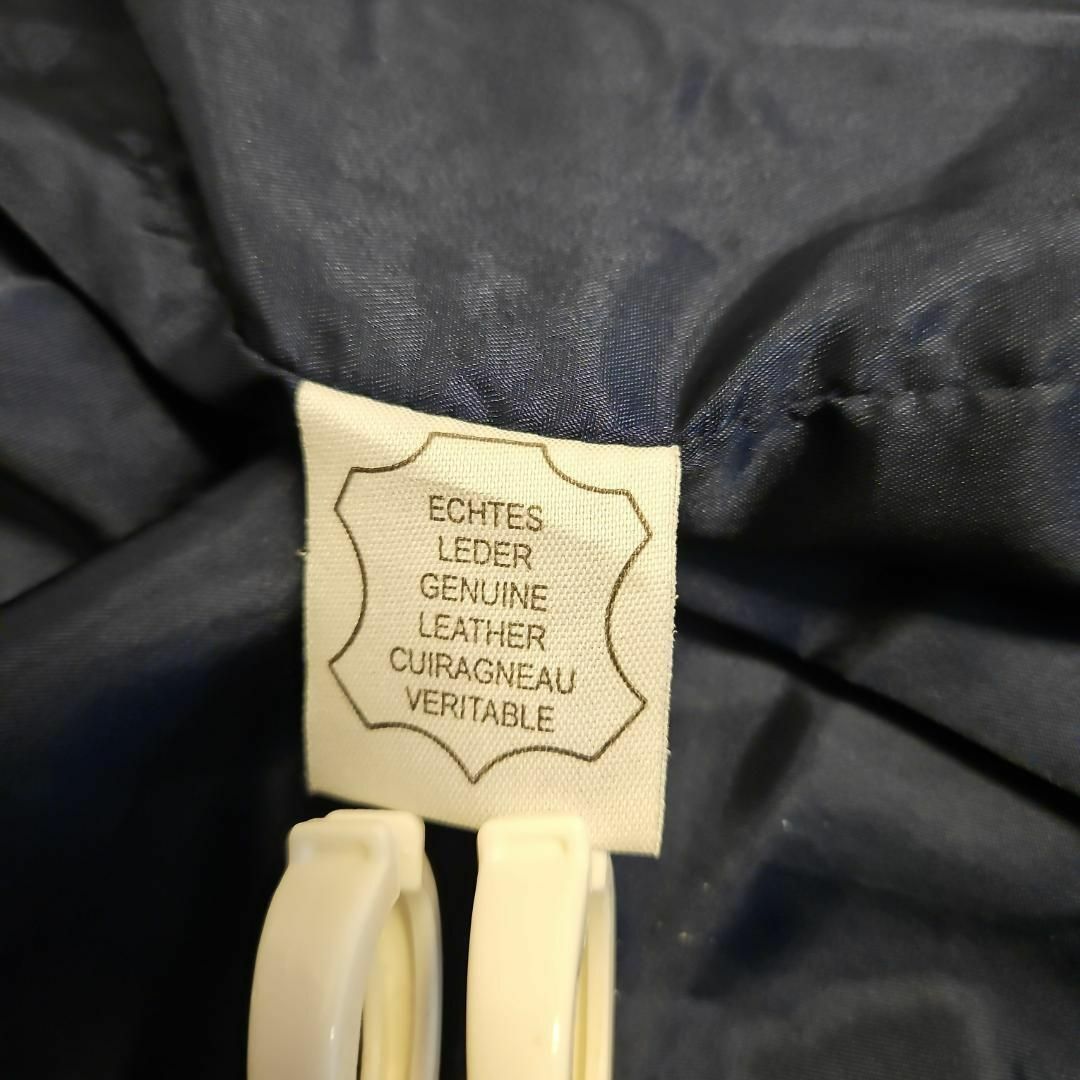 ECHTES
LEDER
GENUINE
LEATHER
CUIRAGNEAU
VERITABLE